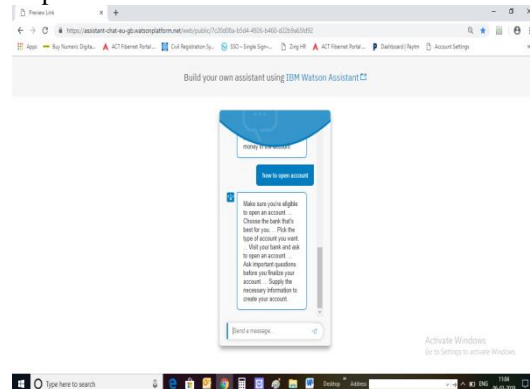 Preview Link
https://assistant-chat-eu-gb.watsonplatform.net/web/public/
Apps Buy Numeric Digita... ACT Fibernet Portal... Civil Registration Sy... SSO – Single Sign-... Zing HR ACT Fibernet Portal... Dashboard | Paytm Account Settings
Build your own assistant using IBM Watson Assistant
money in the account
how to open account
Make sure you're eligible
to open an account. ...
Choose the bank that's
best for you. ... Pick the
type of account you want.
... Visit your bank and ask
to open an account. ...
Ask important questions
before you finalize your
account. ... Supply the
necessary information to
create your account.
Send a message...
Activate Windows
Go to Settings to activate Windows.
Type here to search
Desktop
Address
ENG
11:04